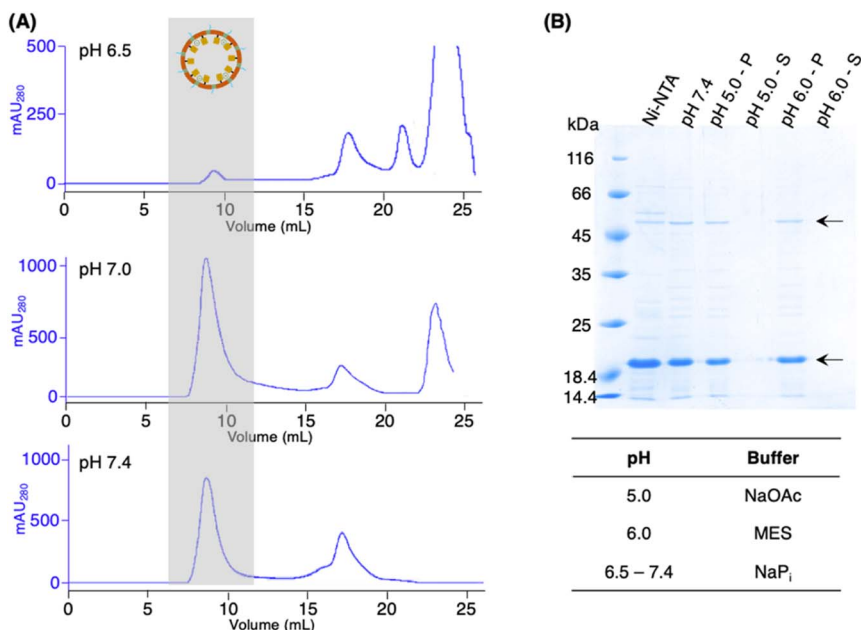 (A)
pH 6.5
500
250
0
mAU280
0 5 10 15 20 25
Volume (mL)
pH 7.0
1000
500
0
mAU280
0 5 10 15 20 25
Volume (mL)
pH 7.4
1000
500
0
mAU280
0 5 10 15 20 25
Volume (mL)
(B)
kDa
Ni-NTA
pH 7.4
pH 5.0 - P
pH 5.0 - S
pH 6.0 - P
pH 6.0 - S
116
66
45
35
25
18.4
14.4
pH Buffer
5.0 NaOAc
6.0 MES
6.5 – 7.4 NaPi